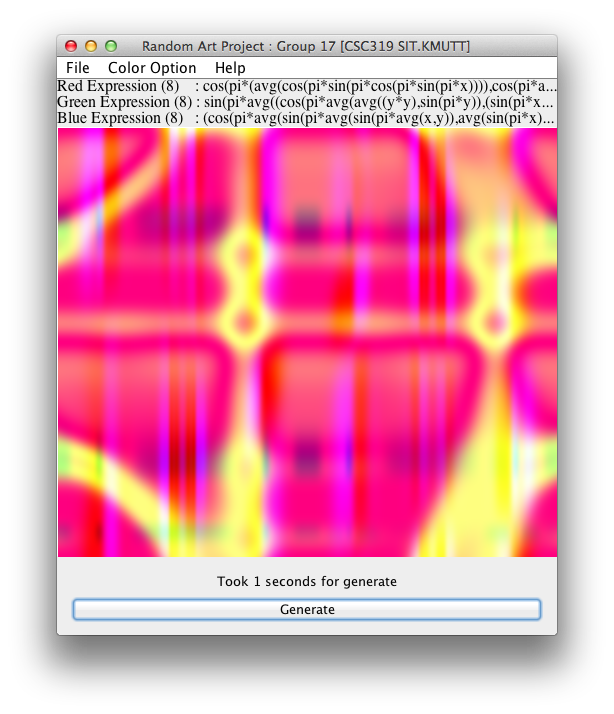 Random Art Project : Group 17 [CSC319 SIT.KMUTT]
File Color Option Help
Red Expression (8) : cos(pi*(avg(cos(pi*sin(pi*cos(pi*sin(pi*x)))),cos(pi*a...
Green Expression (8) : sin(pi*avg((cos(pi*avg(avg((y*y),sin(pi*y)),(sin(pi*x...
Blue Expression (8) : (cos(pi*avg(sin(pi*avg(sin(pi*avg(x,y)),avg(sin(pi*x)...
Took 1 seconds for generate
Generate